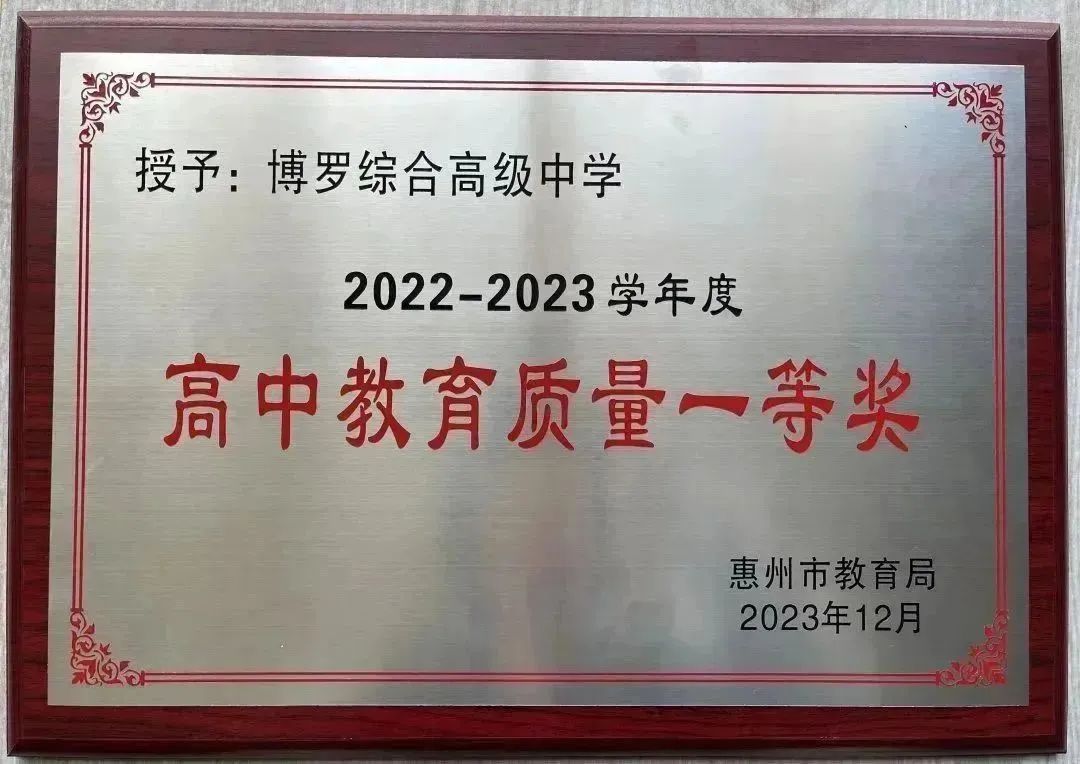 授予：博罗综合高级中学
2022-2023学年度
高中教育质量一等奖
惠州市教育局
2023年12月